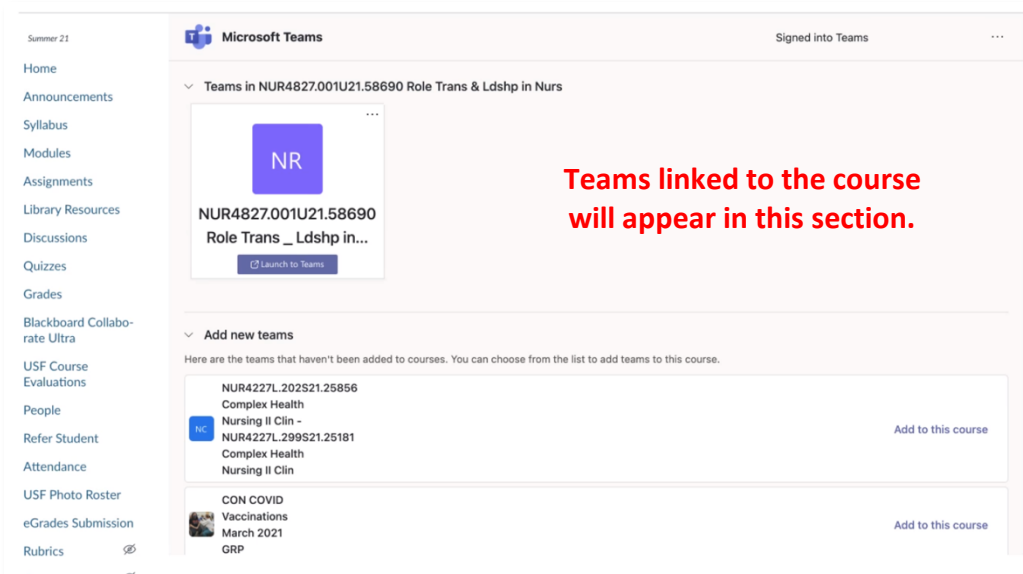 Summer 21
Home
Announcements
Syllabus
Modules
Assignments
Library Resources
Discussions
Quizzes
Grades
Blackboard Collabo-
rate Ultra
USF Course
Evaluations
People
Refer Student
Attendance
USF Photo Roster
eGrades Submission
Rubrics
Microsoft Teams
Signed into Teams
Teams in NUR4827.001U21.58690 Role Trans & Ldshp in Nurs
NR
NUR4827.001U21.58690
Role Trans _ Ldshp in...
Launch to Teams
Teams linked to the course
will appear in this section.
Add new teams
Here are the teams that haven't been added to courses. You can choose from the list to add teams to this course.
NC
NUR4227L.202S21.25856
Complex Health
Nursing II Clin -
NUR4227L.299S21.25181
Complex Health
Nursing II Clin
Add to this course
CON COVID
Vaccinations
March 2021
GRP
Add to this course